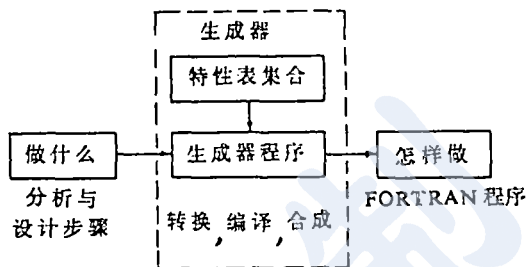 生成器
特性表集合
做什么
生成器程序
怎样做
分析与
设计步骤
转换,编译,合成
FORTRAN程序